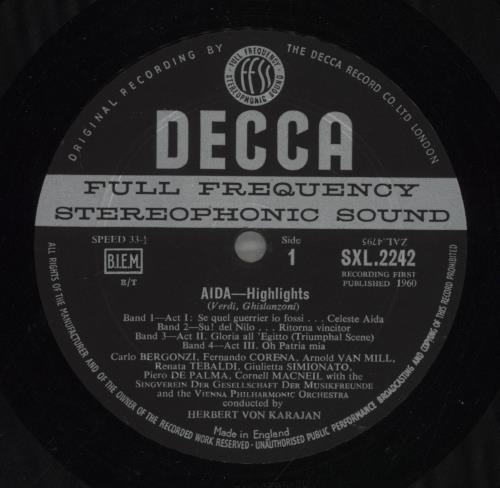 ORIGINAL RECORDING BY THE DECCA RECORD CO. LTD LONDON
FULL FREQUENCY
ffss
STEREOPHONIC SOUND
DECCA
FULL FREQUENCY
STEREOPHONIC SOUND
SPEED 33⅓
Side
1
ZAL.4795
B.I.E.M.
SXL.2242
RECORDING FIRST
PUBLISHED 1960
R/T
AIDA—Highlights
(Verdi, Ghislanzoni)
Band 1—Act I: Se quel guerrier io fossi . . . Celeste Aida
Band 2—Su! del Nilo . . . Ritorna vincitor
Band 3—Act II. Gloria all 'Egitto (Triumphal Scene)
Band 4—Act III. Oh Patria mia
Carlo BERGONZI, Fernando CORENA, Arnold VAN MILL,
Renata TEBALDI, Giulietta SIMIONATO,
Piero DE PALMA, Cornell MACNEIL with the
SINGVEREIN DER GESELLSCHAFT DER MUSIKFREUNDE
and the VIENNA PHILHARMONIC ORCHESTRA
conducted by
HERBERT VON KARAJAN
Made in England
ALL RIGHTS OF THE MANUFACTURER AND OF THE OWNER OF THE RECORDED WORK RESERVED - UNAUTHORISED PUBLIC PERFORMANCE BROADCASTING AND COPYING OF THIS RECORD PROHIBITED